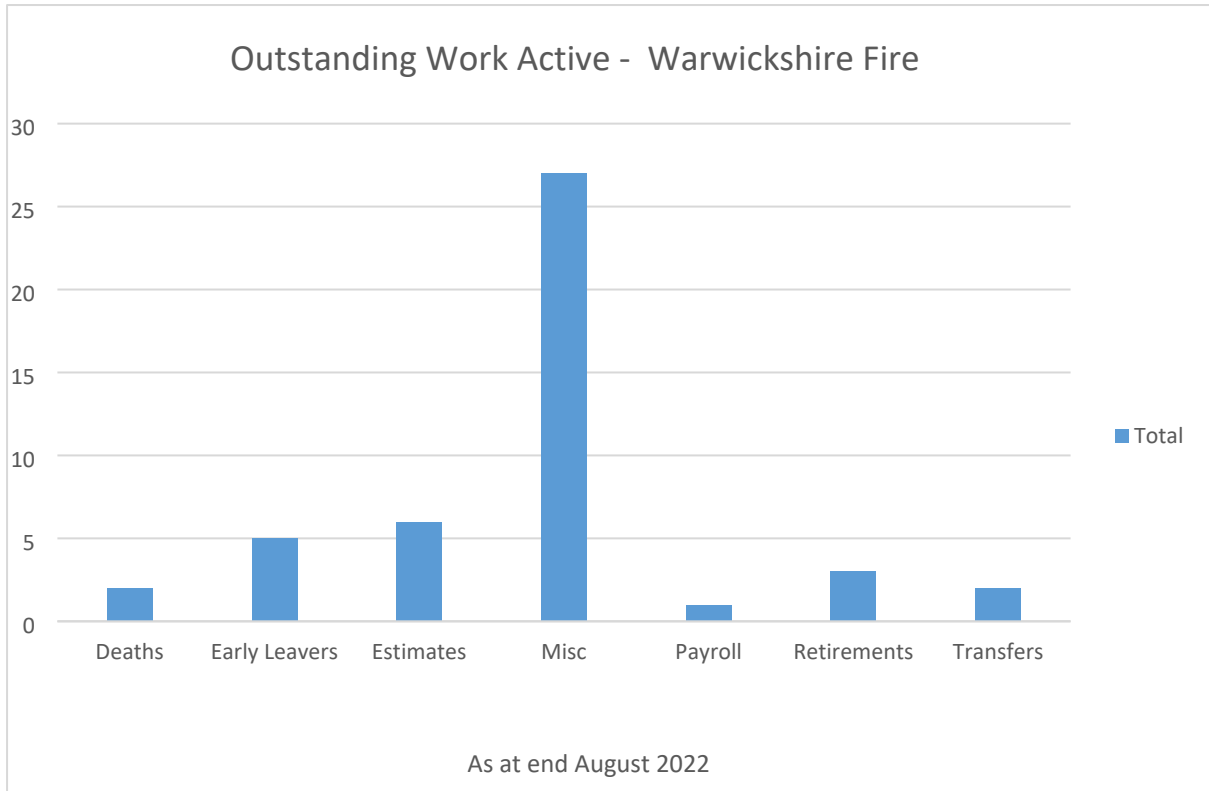 Outstanding Work Active -  Warwickshire Fire
30
25
20
15
10
5
0
Deaths
Early Leavers
Estimates
Misc
Payroll
Retirements
Transfers
Total
As at end August 2022